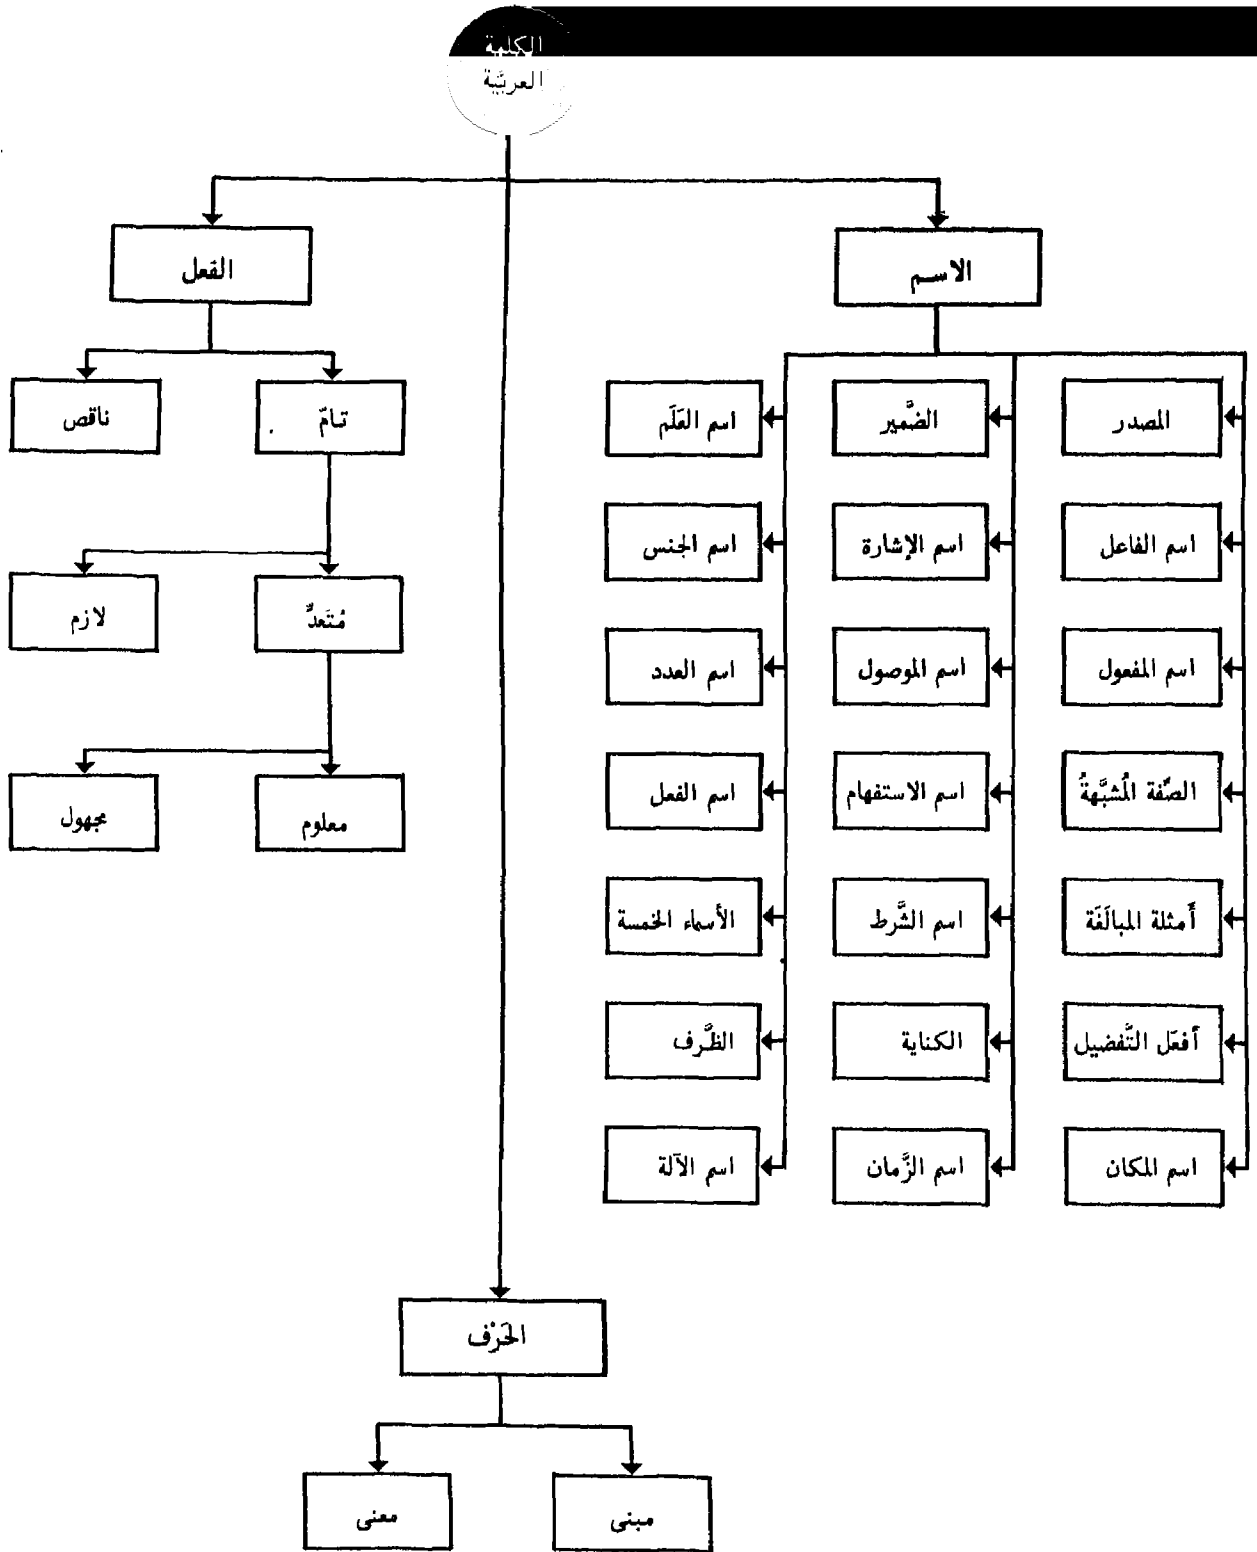 الكلمة
العربيّة
الاسم
الفعل
المصدر
الضَّمير
اسم العَلَم
تامّ
ناقص
اسم الفاعل
اسم الإشارة
اسم الجنس
مُتَعدٍّ
لازم
اسم المفعول
اسم الموصول
اسم العدد
الصِّفة المُشبَّهةُ
اسم الاستفهام
اسم الفعل
معلوم
مجهول
أَمثلة المبالَغَة
اسم الشَّرط
الأسماء الخمسة
أَفعَل التَّفضيل
الكناية
الظَّرف
اسم المكان
اسم الزَّمان
اسم الآلة
الحَرْف
مبنى
معنى